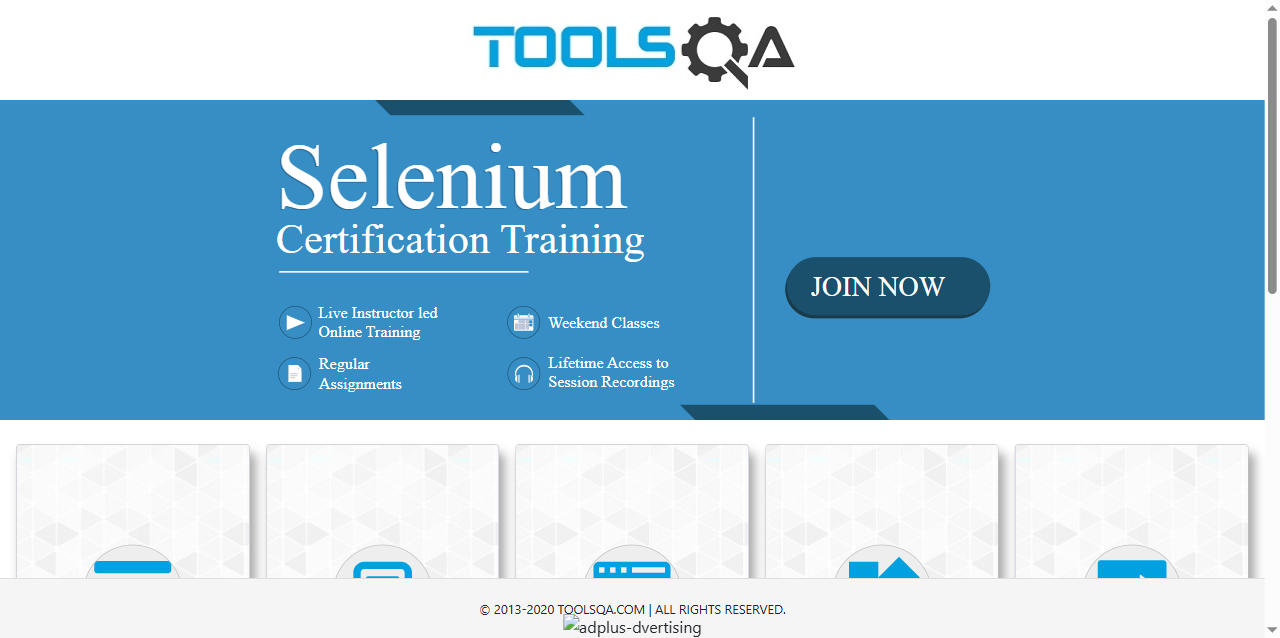 TOOLSQA
Selenium
Certification Training
JOIN NOW
Live Instructor led
Online Training
Weekend Classes
Regular
Assignments
Lifetime Access to
Session Recordings
© 2013-2020 TOOLSQA.COM | ALL RIGHTS RESERVED.
adplus-dvertising